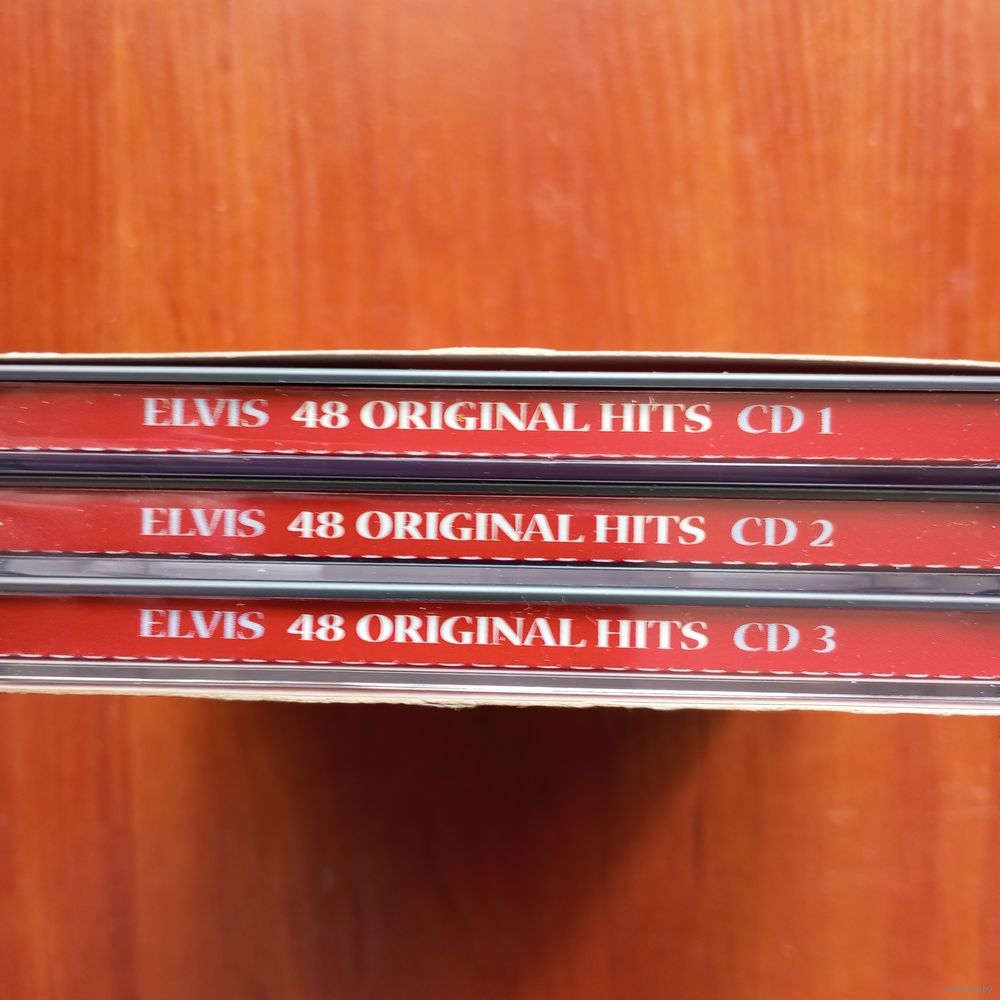 ELVIS 48 ORIGINAL HITS CD 1
ELVIS 48 ORIGINAL HITS CD 2
ELVIS 48 ORIGINAL HITS CD 3